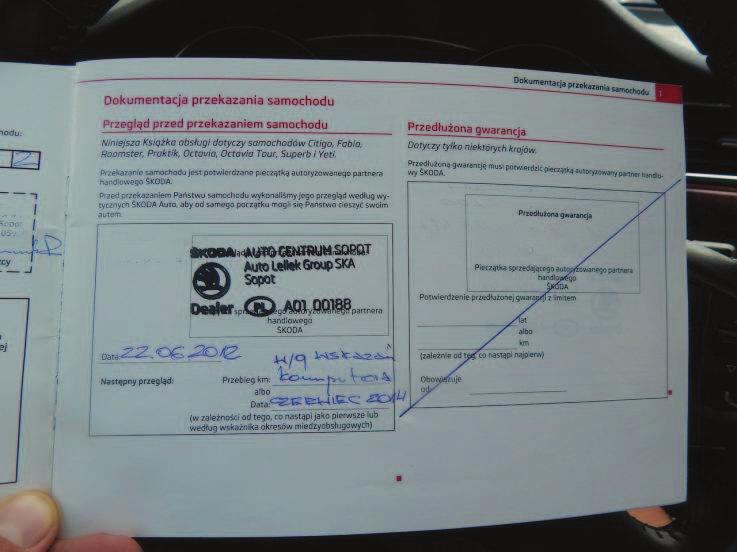 Dokumentacja przekazania samochodu
1
hodu:
2
Dokumentacja przekazania samochodu
Przegląd przed przekazaniem samochodu
Niniejsza Książka obsługi dotyczy samochodów Citigo, Fabia,
Roomster, Praktik, Octavia, Octavia Tour, Superb i Yeti.
Przekazanie samochodu jest potwierdzane pieczątką autoryzowanego partnera
handlowego ŠKODA.
Przed przekazaniem Państwu samochodu wykonaliśmy jego przegląd według wy-
tycznych ŠKODA Auto, aby od samego początku mogli się Państwo cieszyć swoim
autem.
ŠKODA AUTO CENTRUM SOPOT
Auto Lellek Group SKA
Sopot
Dealer PL A01 00188
autoryzowanego partnera
handlowego
ŠKODA
Data: 22.06.2012
Następny przegląd:
Przebieg km: W/g wskazań
komputera
albo
Data: CZERWIEC 2014
(w zależności od tego, co nastąpi jako pierwsze lub
według wskaźnika okresów międzyobsługowych)
Przedłużona gwarancja
Dotyczy tylko niektórych krajów.
Przedłużoną gwarancję musi potwierdzić pieczątką autoryzowany partner handlo-
wy ŠKODA.
Przedłużona gwarancja
Pieczątka sprzedającego autoryzowanego partnera
handlowego
ŠKODA
Potwierdzenie przedłużonej gwarancji z limitem
lat
albo
km
(zależnie od tego, co nastąpi najpierw)
Obowiązuje
od: